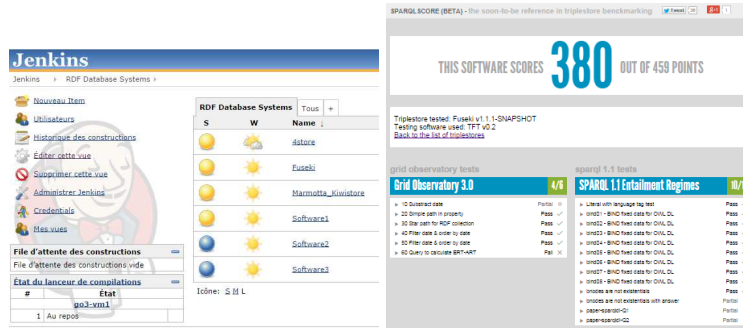 Jenkins
Jenkins RDF Database Systems
Nouveau Item
Utilisateurs
Historique des constructions
Éditer cette vue
Supprimer cette vue
Administrer Jenkins
Credentials
Mes vues
File d'attente des constructions
File d'attente des constructions vide
État du lanceur de compilations
# État
go3-vm1
1 Au repos
RDF Database Systems Tous +
S W Name ↓
4store
Fuseki
Marmotta_Kiwistore
Software1
Software2
Software3
Icône: S M L
SPARQLSCORE (BETA) - the soon-to-be reference in triplestore benckmarking Tweet
THIS SOFTWARE SCORES 380 OUT OF 459 POINTS
Triplestore tested: Fuseki v1.1.1-SNAPSHOT
Testing software used: TFT v0.2
Back to the list of triplestores
grid observatory tests
Grid Observatory 3.0 4/6
10 Substract date Partial
20 Simple path in property Pass
30 Star path for RDF collection Pass
40 Filter date & order by date Pass
50 Filter date & order by date Pass
60 Query to calculate ERT-ART Fail
sparql 1.1 tests
SPARQL 1.1 Entailment Regimes 10/
Literal with language tag test Pass
bind01 - BIND fixed data for OWL DL Pass
bind02 - BIND fixed data for OWL DL Pass
bind03 - BIND fixed data for OWL DL Pass
bind04 - BIND fixed data for OWL DL Pass
bind05 - BIND fixed data for OWL DL Pass
bind06 - BIND fixed data for OWL DL Pass
bind07 - BIND fixed data for OWL DL Pass
bind08 - BIND fixed data for OWL DL Pass
bnodes are not existentials Pass
bnodes are not existentials with answer Partial
paper-sparqldl-Q1 Partial
paper-sparqldl-Q2 Partial